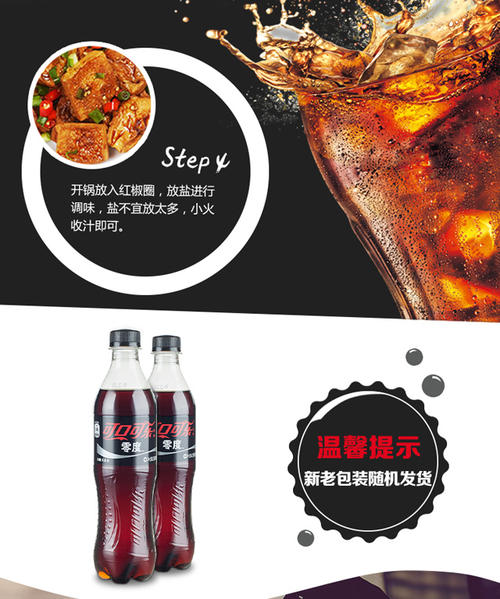 Step 4
开锅放入红椒圈，放盐进行
调味，盐不宜放太多，小火
收汁即可。
可口可乐
零度
可口可乐
零度
温馨提示
新老包装随机发货